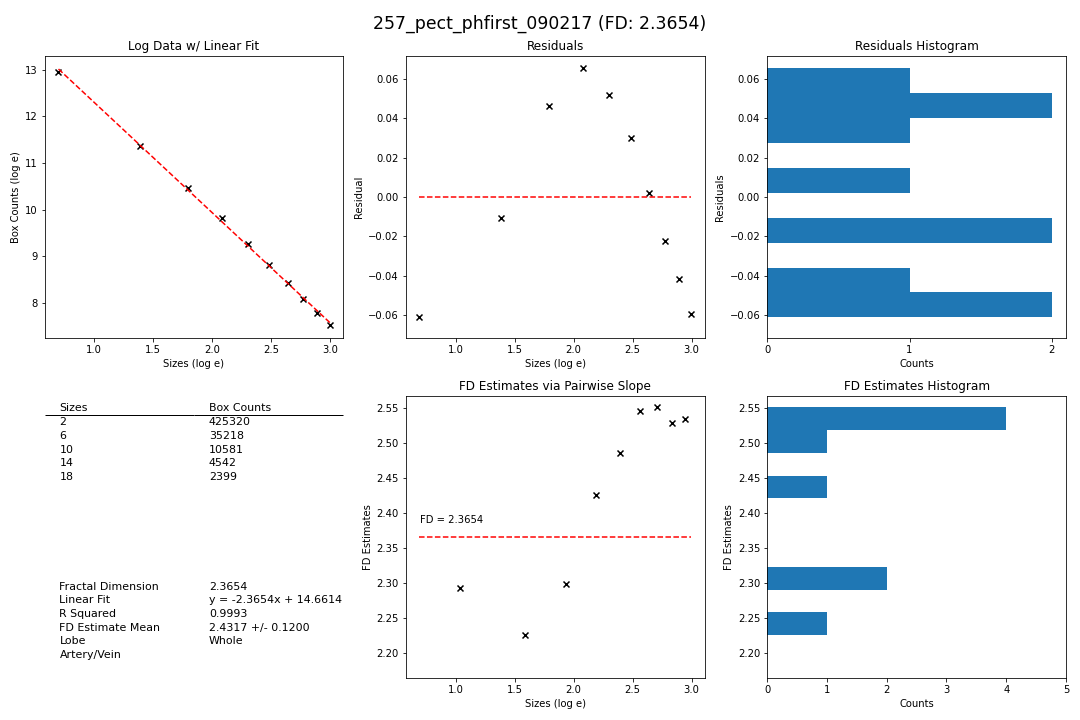 257_pect_phfirst_090217 (FD: 2.3654)
Log Data w/ Linear Fit
Box Counts (log e)
13
12
11
10
9
8
1.0 1.5 2.0 2.5 3.0
Sizes (log e)
Residuals
Residual
0.06
0.04
0.02
0.00
−0.02
−0.04
−0.06
1.0 1.5 2.0 2.5 3.0
Sizes (log e)
Residuals Histogram
Residuals
0.06
0.04
0.02
0.00
−0.02
−0.04
−0.06
0 1 2
Counts
Sizes Box Counts
2 425320
6 35218
10 10581
14 4542
18 2399
Fractal Dimension 2.3654
Linear Fit y = -2.3654x + 14.6614
R Squared 0.9993
FD Estimate Mean 2.4317 +/- 0.1200
Lobe Whole
Artery/Vein
FD Estimates via Pairwise Slope
FD Estimates
2.55
2.50
2.45
2.40
2.35
2.30
2.25
2.20
FD = 2.3654
1.0 1.5 2.0 2.5 3.0
Sizes (log e)
FD Estimates Histogram
FD Estimates
2.55
2.50
2.45
2.40
2.35
2.30
2.25
2.20
0 1 2 3 4 5
Counts